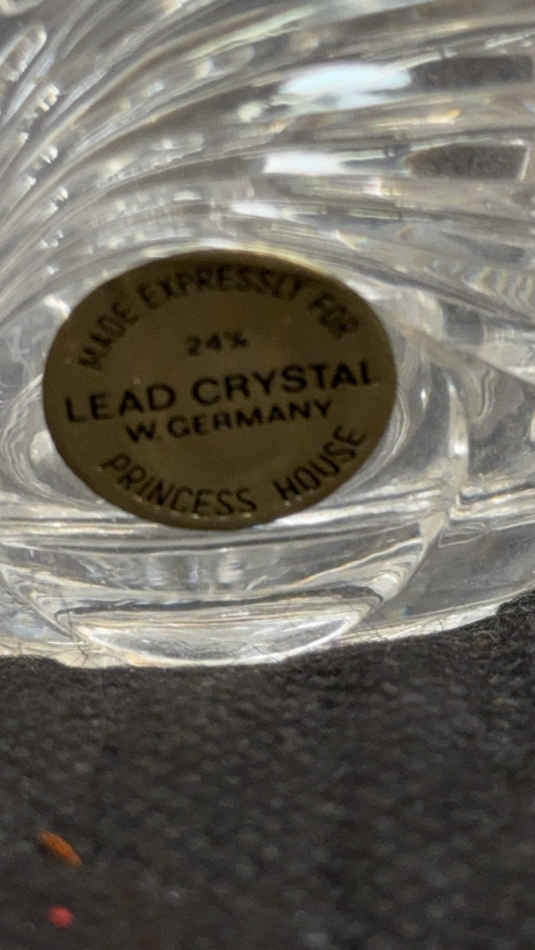 MADE EXPRESSLY FOR
24%
LEAD CRYSTAL
W. GERMANY
PRINCESS HOUSE